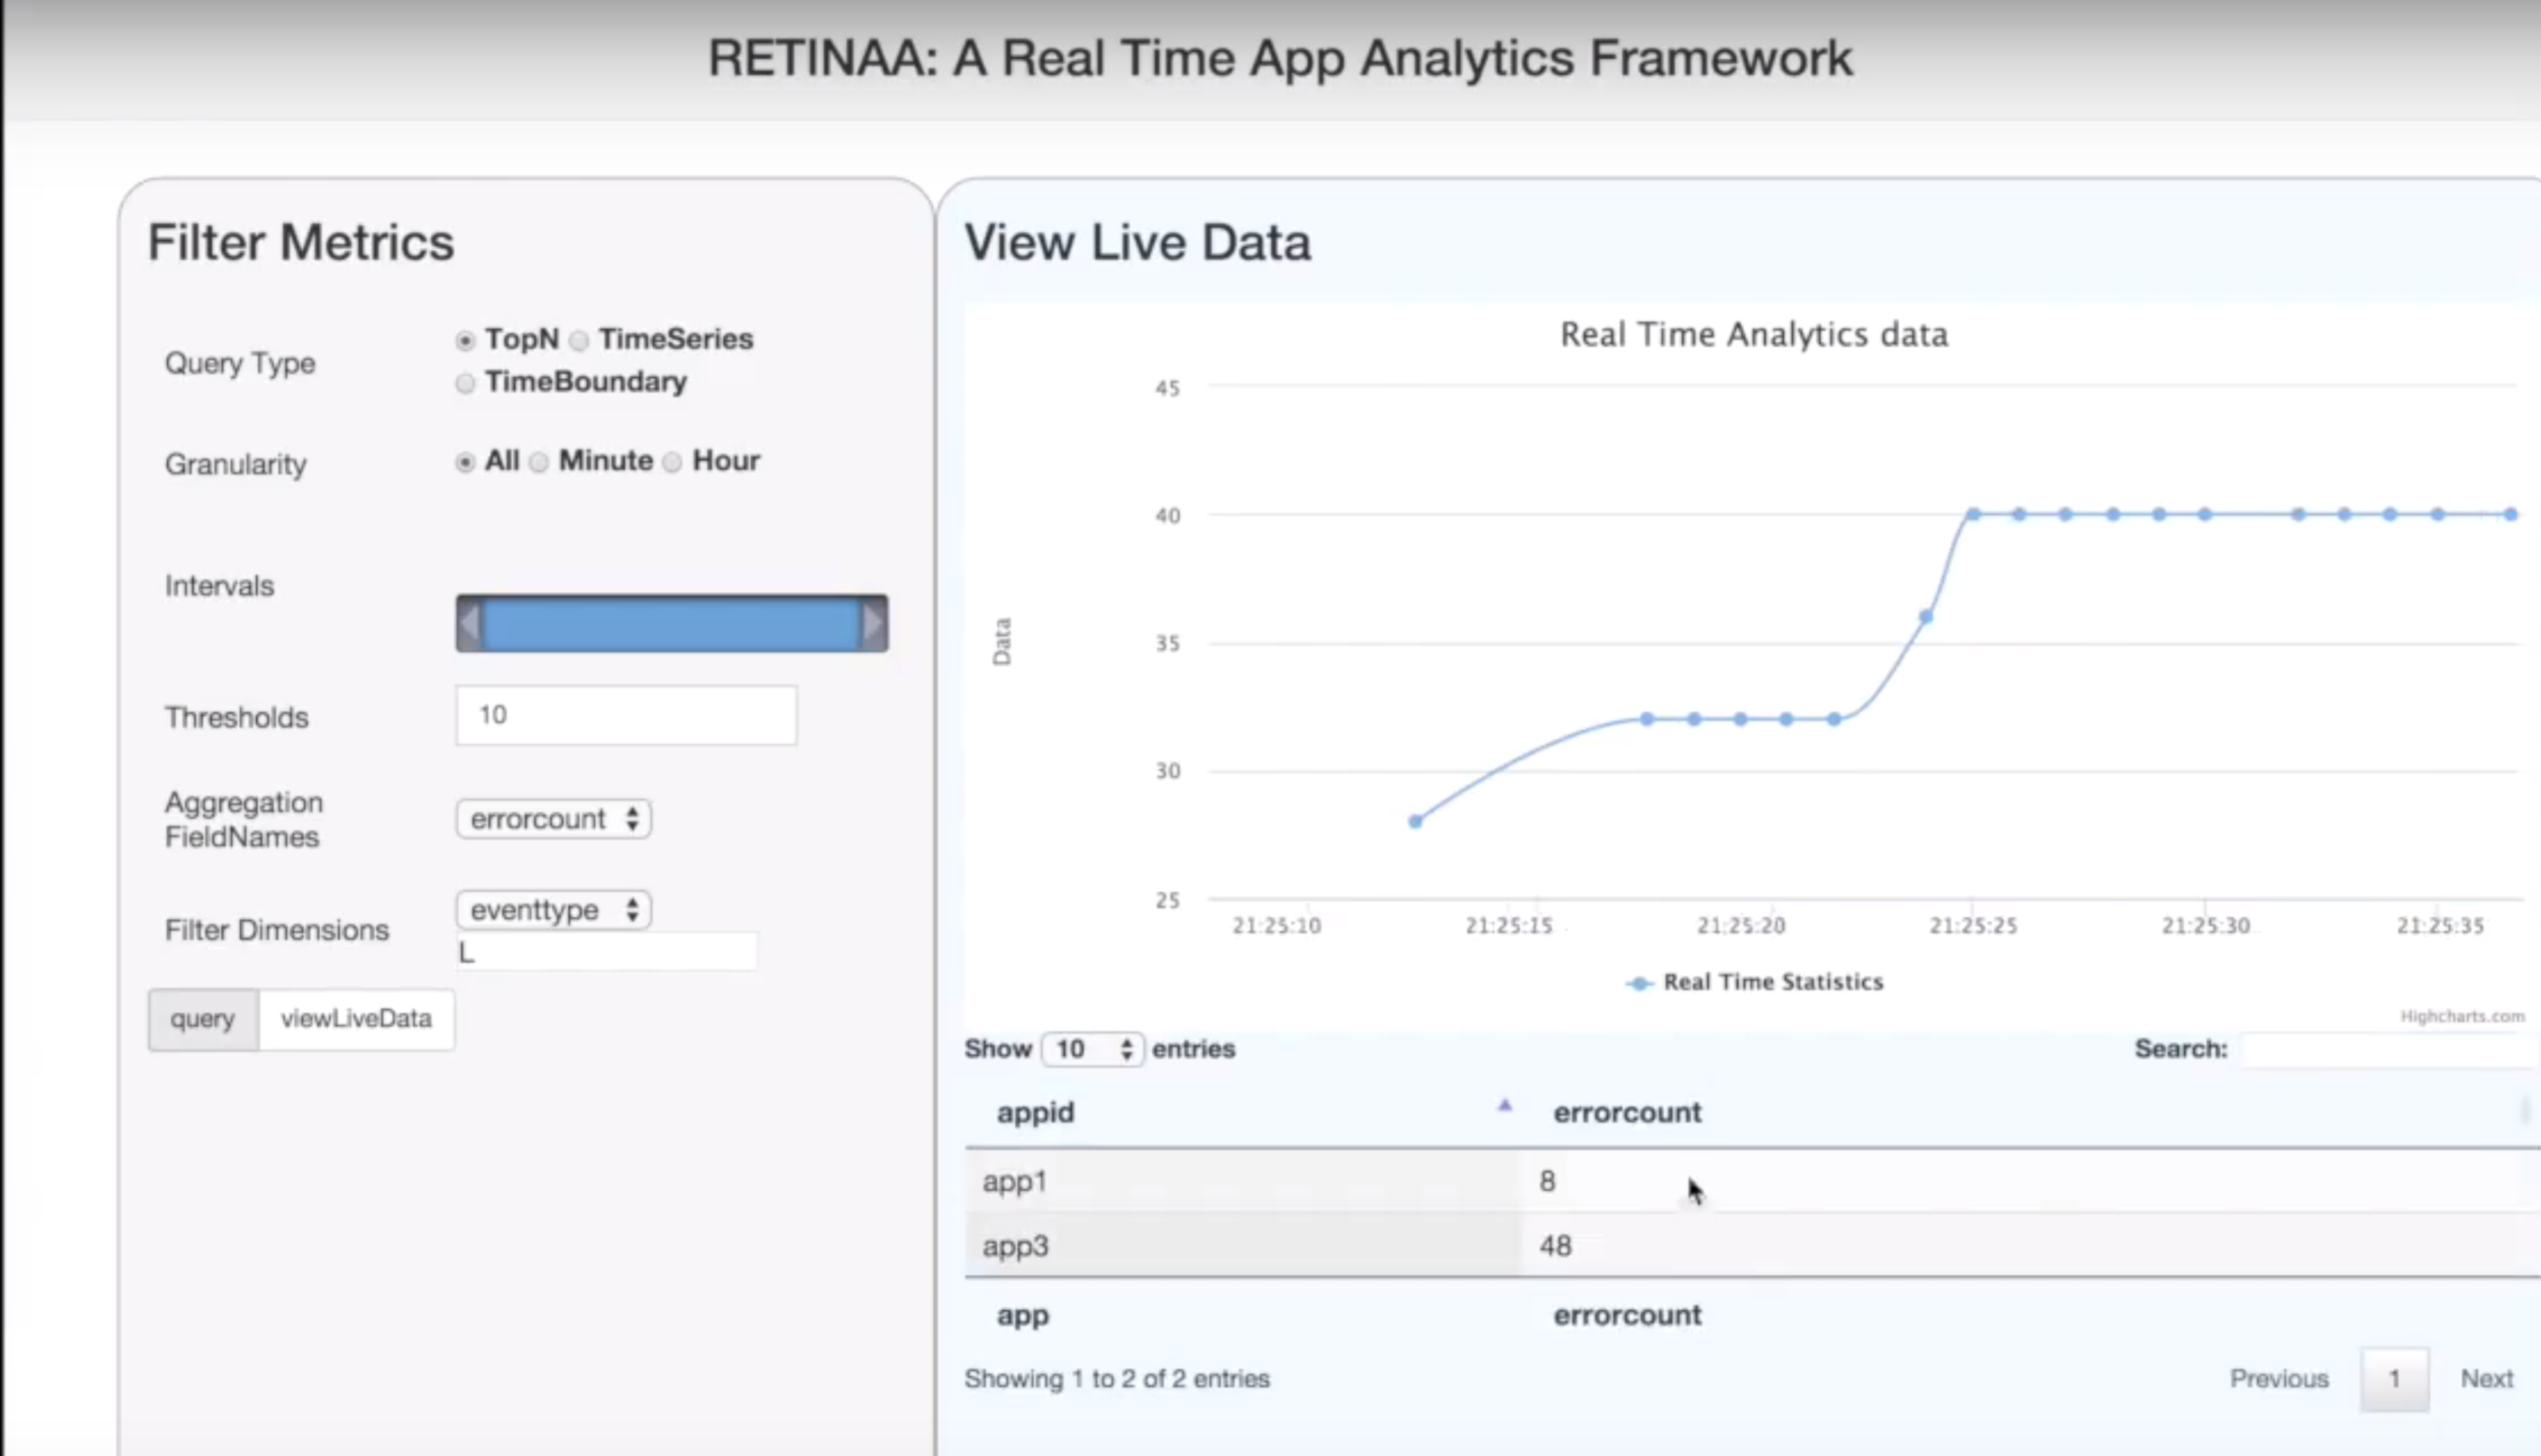 RETINAA: A Real Time App Analytics Framework
Filter Metrics
Query Type
TopN TimeSeries
TimeBoundary
Granularity
All Minute Hour
Intervals
Thresholds
10
Aggregation
FieldNames
errorcount
Filter Dimensions
eventtype
L
query viewLiveData
View Live Data
Real Time Analytics data
45
40
35
30
25
Data
21:25:10 21:25:15 21:25:20 21:25:25 21:25:30 21:25:35
Real Time Statistics
Highcharts.com
Show 10 entries
Search:
appid errorcount
app1 8
app3 48
app errorcount
Showing 1 to 2 of 2 entries
Previous 1 Next